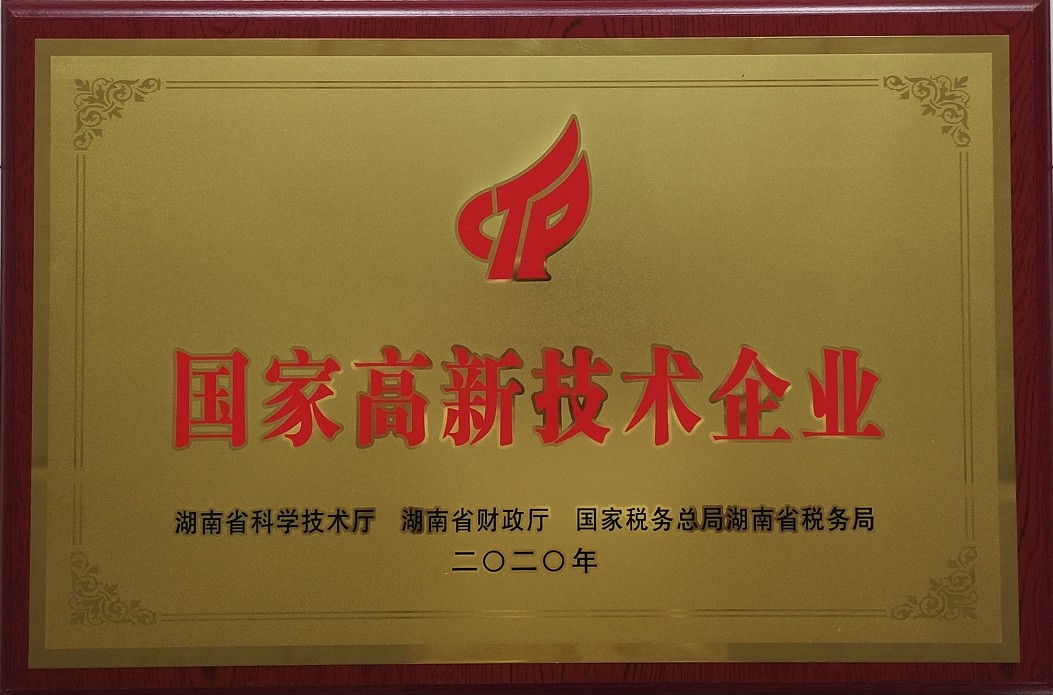 CTP
国家高新技术企业
湖南省科学技术厅 湖南省财政厅 国家税务总局湖南省税务局
二〇二〇年